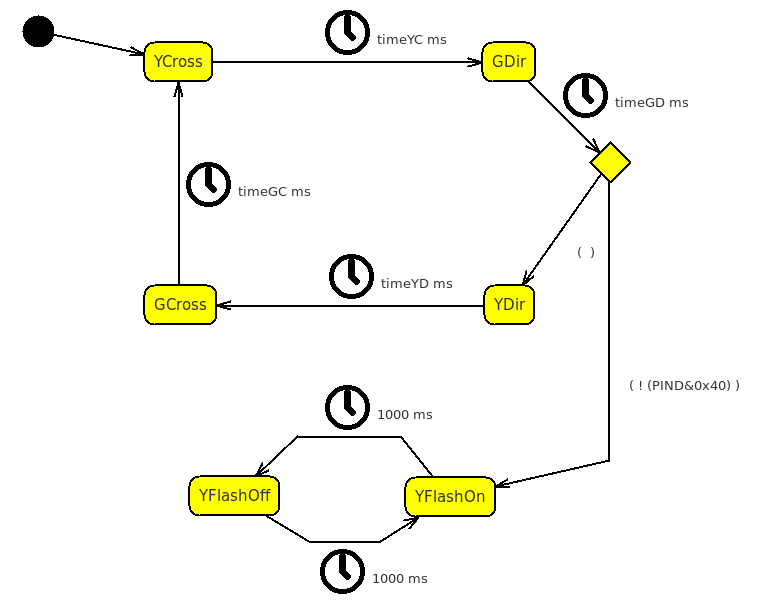 timeYC ms
YCross
GDir
timeGD ms
timeGC ms
( )
timeYD ms
GCross
YDir
( ! (PIND&0x40) )
1000 ms
YFlashOff
YFlashOn
1000 ms